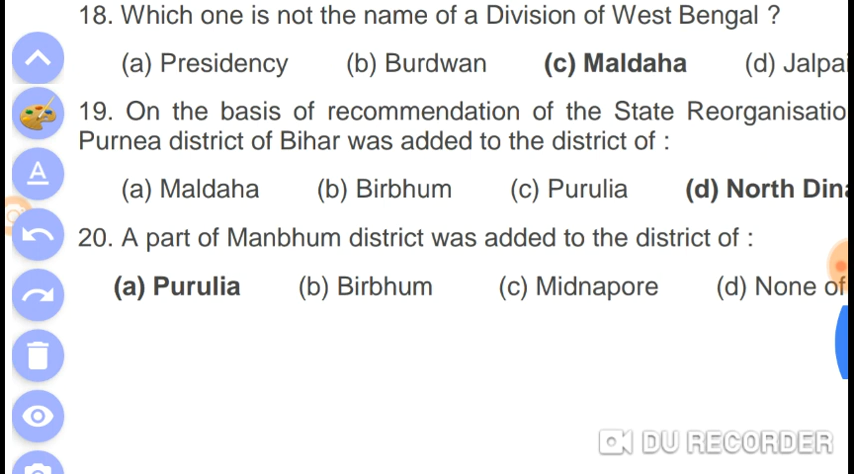 18. Which one is not the name of a Division of West Bengal ?
(a) Presidency (b) Burdwan (c) Maldaha (d) Jalpai
19. On the basis of recommendation of the State Reorganisatio
Purnea district of Bihar was added to the district of :
(a) Maldaha (b) Birbhum (c) Purulia (d) North Dina
A
20. A part of Manbhum district was added to the district of :
(a) Purulia (b) Birbhum (c) Midnapore (d) None of
DU RECORDER